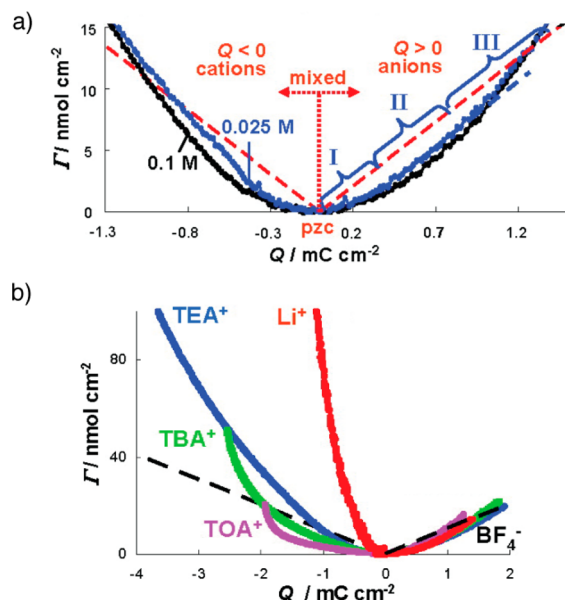 a)
15
Q < 0
cations
Q > 0
anions
III
mixed
II
I
10
5
0
Γ / nmol cm⁻²
0.025 M
0.1 M
pzc
-1.3
-0.8
-0.3
0.2
0.7
1.2
Q / mC cm⁻²
b)
TEA⁺
Li⁺
80
TBA⁺
40
TOA⁺
BF₄⁻
0
Γ / nmol cm⁻²
-4
-3
-2
-1
0
1
2
Q / mC cm⁻²